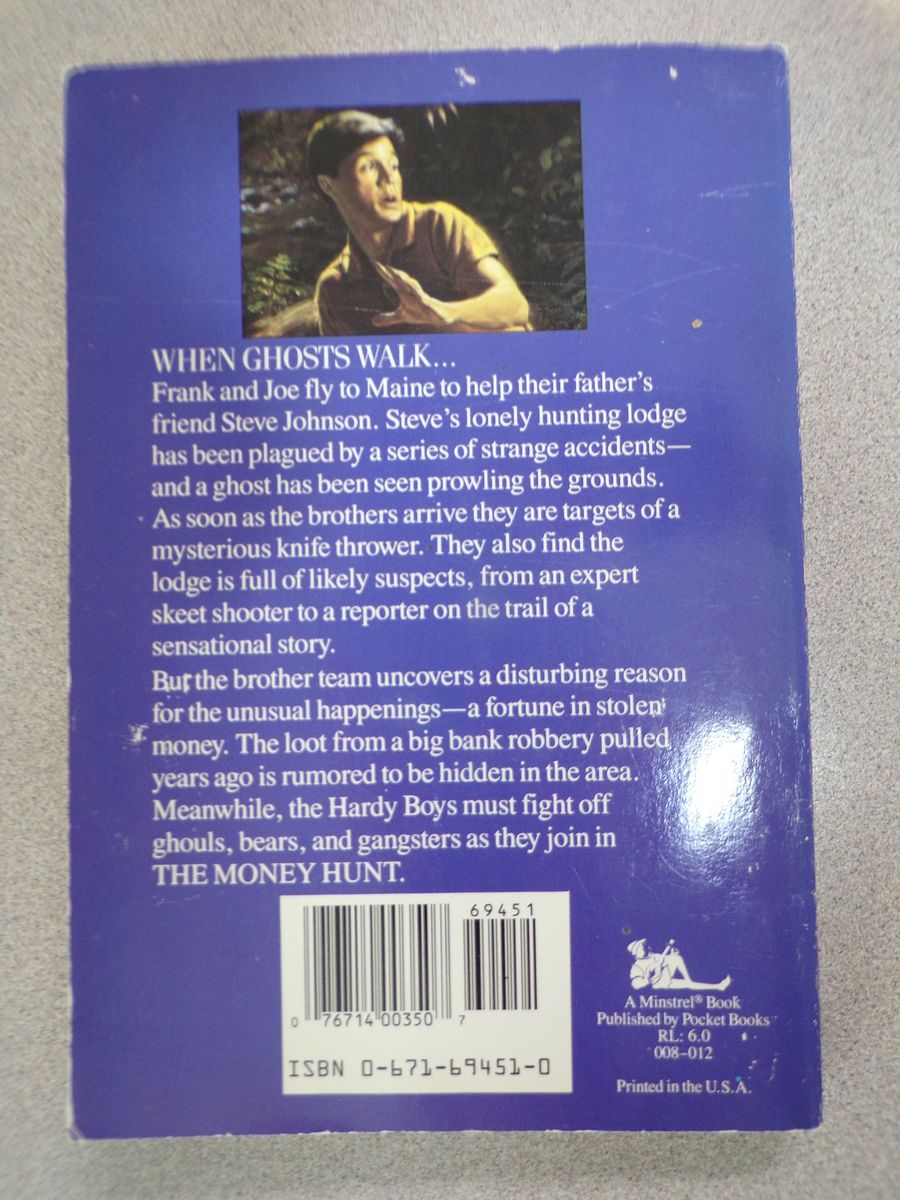 WHEN GHOSTS WALK...
Frank and Joe fly to Maine to help their father's
friend Steve Johnson. Steve's lonely hunting lodge
has been plagued by a series of strange accidents—
and a ghost has been seen prowling the grounds.
As soon as the brothers arrive they are targets of a
mysterious knife thrower. They also find the
lodge is full of likely suspects, from an expert
skeet shooter to a reporter on the trail of a
sensational story.
But the brother team uncovers a disturbing reason
for the unusual happenings—a fortune in stolen
money. The loot from a big bank robbery pulled
years ago is rumored to be hidden in the area.
Meanwhile, the Hardy Boys must fight off
ghouls, bears, and gangsters as they join in
THE MONEY HUNT.
69451
0 76714 00350 7
ISBN 0-671-69451-0
A Minstrel® Book
Published by Pocket Books
RL: 6.0
008-012
Printed in the U.S.A.